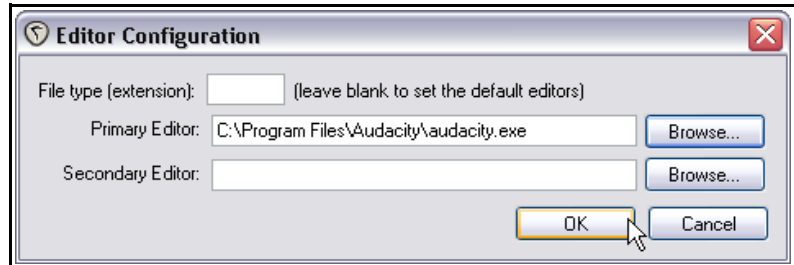 Editor Configuration
File type (extension): (leave blank to set the default editors)
Primary Editor: C:\Program Files\Audacity\audacity.exe Browse...
Secondary Editor: Browse...
OK Cancel